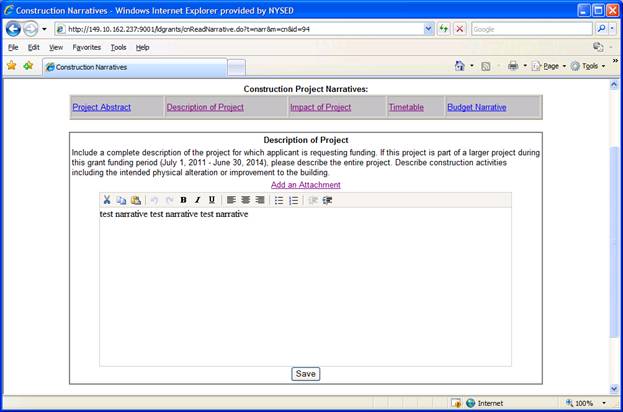 Construction Narratives - Windows Internet Explorer provided by NYSED
http://149.10.162.237:9001/ldgrants/cnReadNarrative.do?t=narr&m=cn&id=94
Google
File Edit View Favorites Tools Help
Construction Narratives
Page Tools
Construction Project Narratives:
Project Abstract Description of Project Impact of Project Timetable Budget Narrative
Description of Project
Include a complete description of the project for which applicant is requesting funding. If this project is part of a larger project during
this grant funding period (July 1, 2011 - June 30, 2014), please describe the entire project. Describe construction activities
including the intended physical alteration or improvement to the building.
Add an Attachment
B I U
test narrative test narrative test narrative
Save
Internet 100%